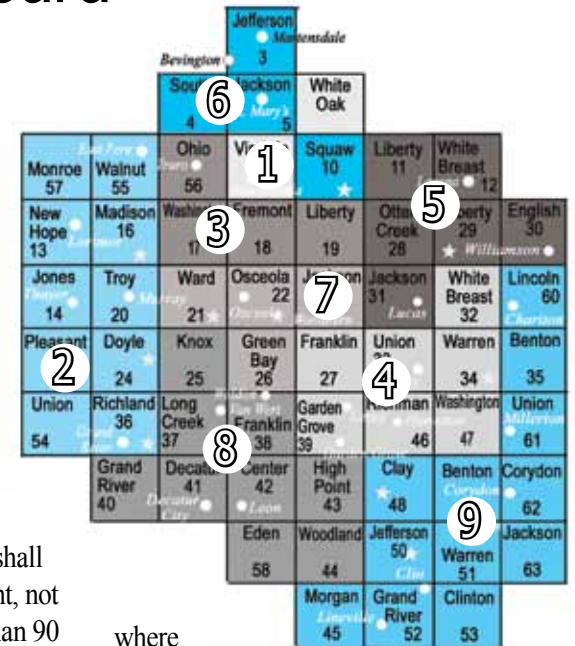 Jefferson
Martensdale
3
Bevington
6
Jackson
White
Oak
4
St. Mary's
5
East Peru
Ohio
1
Squaw
Liberty
White
Monroe
Walnut
Truro
10
11
Breast
57
55
56
12
5
New
Madison
Washington
Fremont
Liberty
Otter
Liberty
English
Hope
16
3
Creek
29
30
13
Lorimor
17
18
19
28
Williamson
Jones
Troy
Ward
Osceola
Jackson
Jackson
White
Lincoln
Thayer
22
7
31
Breast
60
14
20
Murray
21
Osceola
Lucas
32
Chariton
Pleasant
Doyle
Knox
Green
Franklin
Union
Warren
Benton
2
Bay
24
25
26
27
4
34
35
Union
Richland
Long
Van Wert
Garden
Richman
Washington
Union
36
Creek
Franklin
Grove
Millerton
54
Grand
River
37
38
39
46
47
61
8
Grand
Decatur
Center
High
Clay
Benton
Corydon
River
41
42
Point
Corydon
40
Decatur
City
Leon
43
48
62
9
Eden
Woodland
Jefferson
Warren
Jackson
50
58
44
Clio
51
63
Morgan
Grand
Clinton
Lineville
River
45
52
53
shall
nt, not
han 90
where